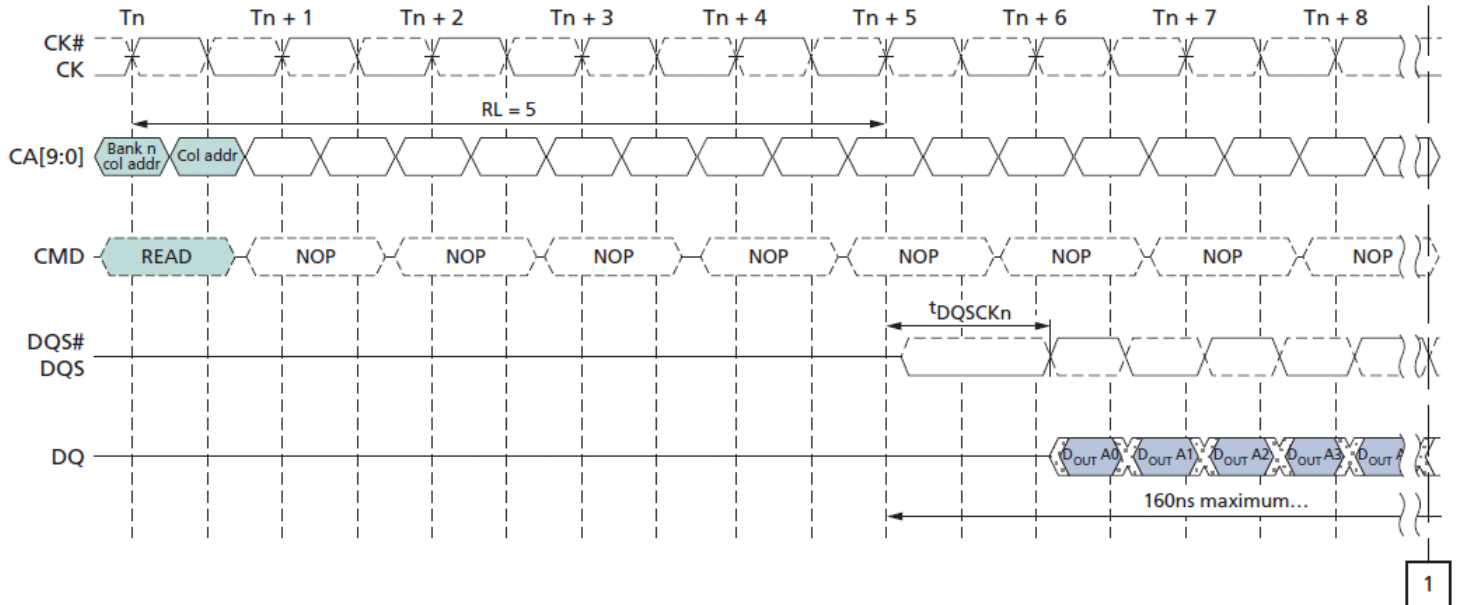 Tn Tn + 1 Tn + 2 Tn + 3 Tn + 4 Tn + 5 Tn + 6 Tn + 7 Tn + 8
CK#
CK
RL = 5
CA[9:0] Bank n
col addr Col addr
CMD READ NOP NOP NOP NOP NOP NOP NOP NOP
tDQSCKn
DQS#
DQS
DQ DOUT A0 DOUT A1 DOUT A2 DOUT A3 DOUT A
160ns maximum…
1